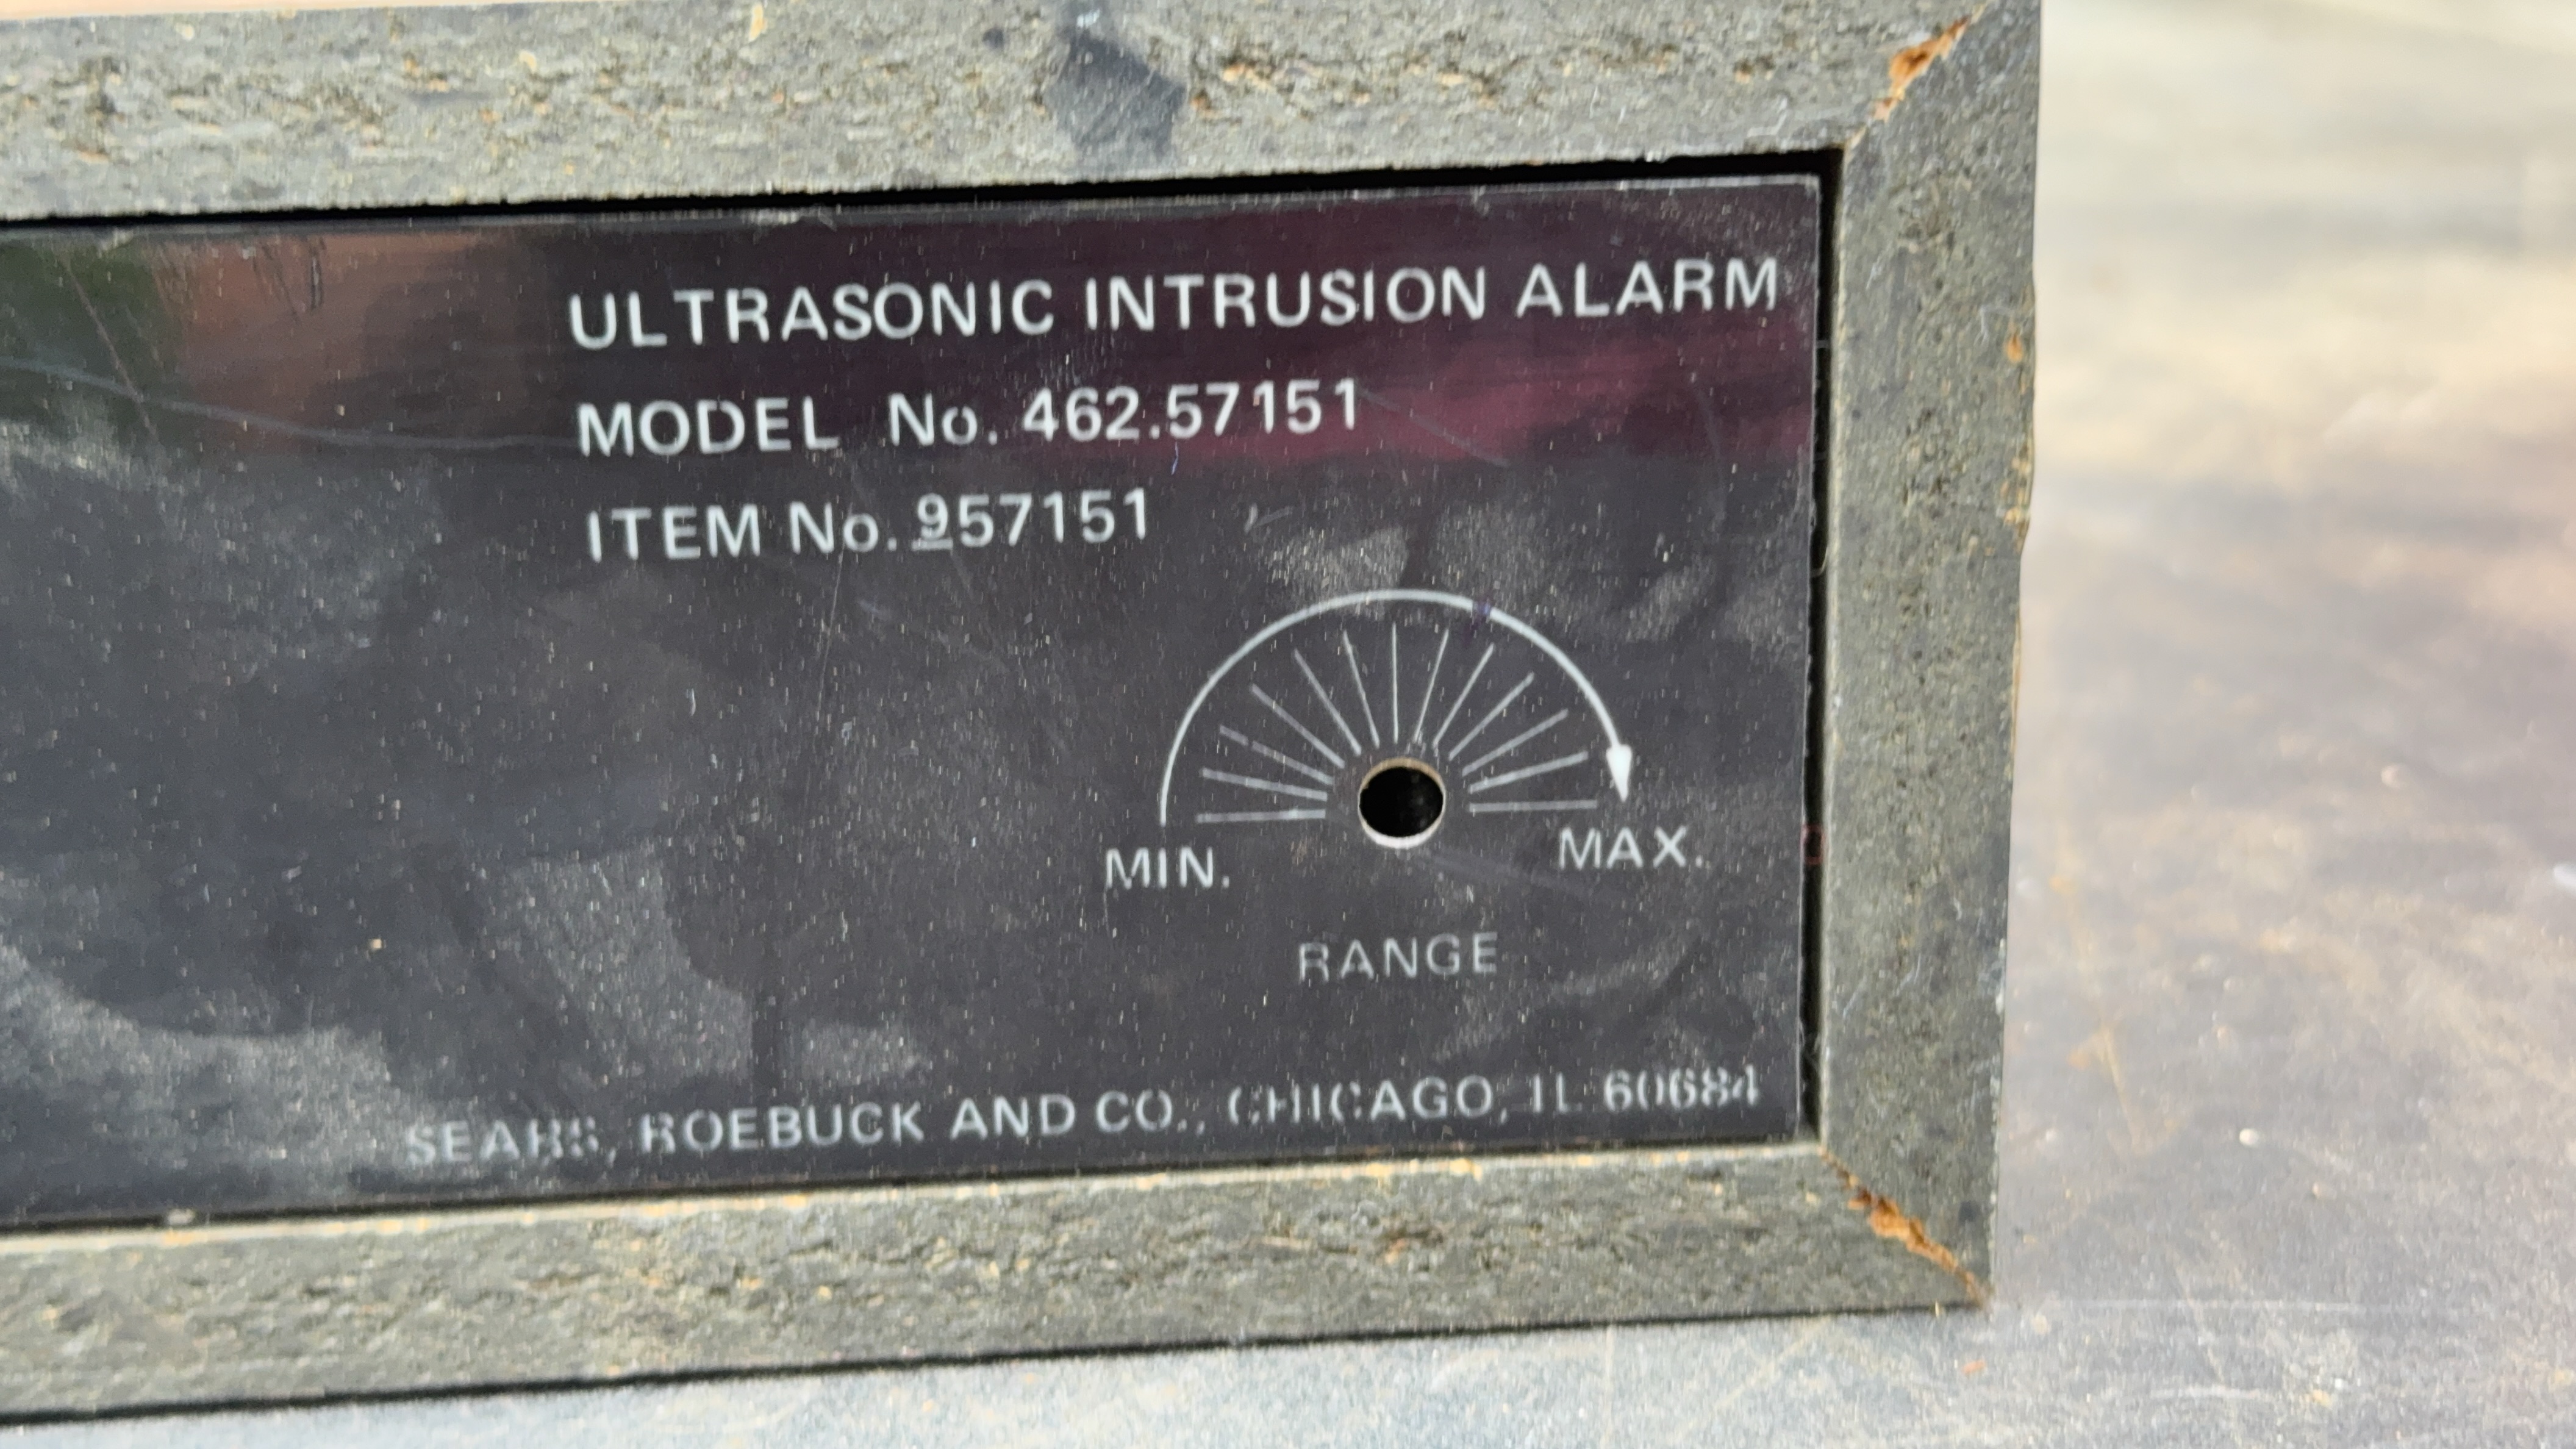 ULTRASONIC INTRUSION ALARM
MODEL No. 462.57151
ITEM No. 957151
MIN.
MAX.
RANGE
SEARS, ROEBUCK AND CO., CHICAGO, IL 60684